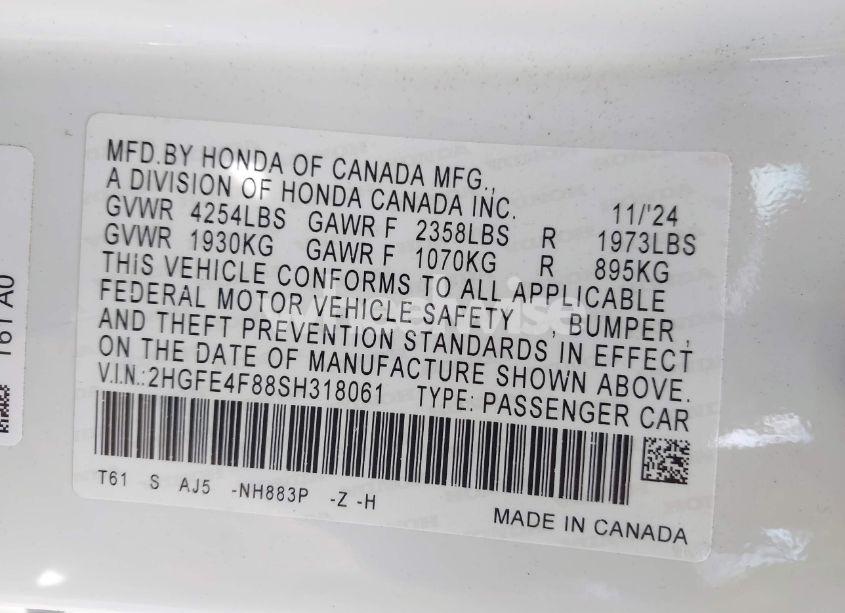 MFD.BY HONDA OF CANADA MFG.,
A DIVISION OF HONDA CANADA INC. 11/'24
GVWR 4254LBS GAWR F 2358LBS R 1973LBS
GVWR 1930KG GAWR F 1070KG R 895KG
THIS VEHICLE CONFORMS TO ALL APPLICABLE
FEDERAL MOTOR VEHICLE SAFETY , BUMPER ,
AND THEFT PREVENTION STANDARDS IN EFFECT
ON THE DATE OF MANUFACTURE SHOWN ABOVE.
V.I.N.:2HGFE4F88SH318061 TYPE: PASSENGER CAR
T61 S AJ5 -NH883P -Z -H
MADE IN CANADA
T61 A0